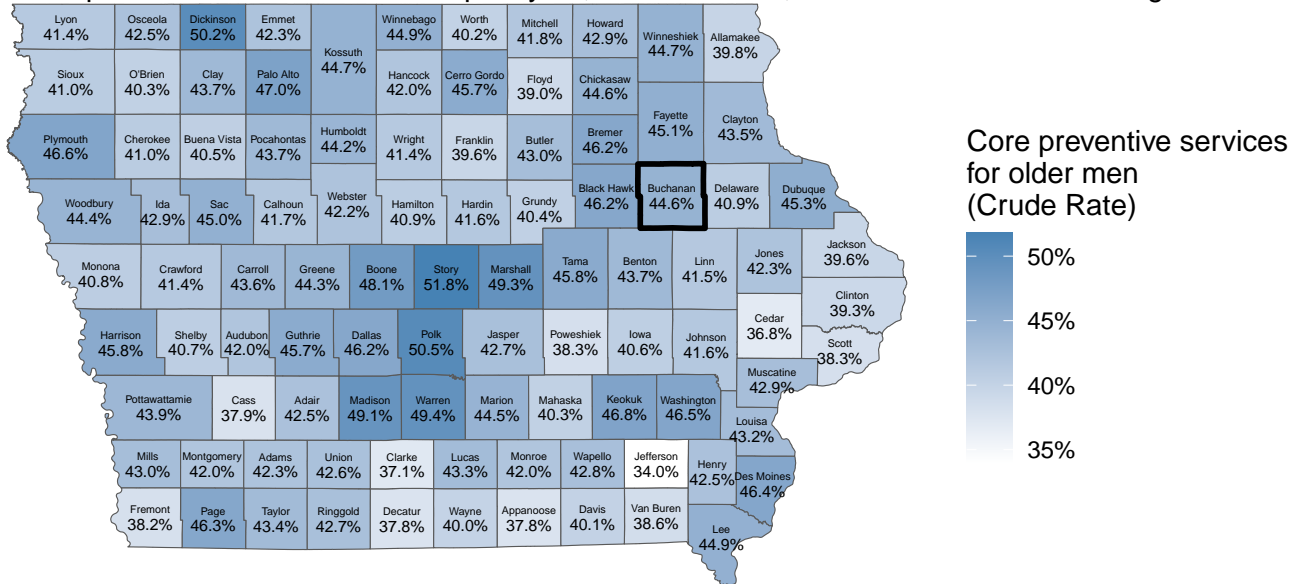 Lyon
41.4%
Osceola
42.5%
Dickinson
50.2%
Emmet
42.3%
Kossuth
44.7%
Winnebago
44.9%
Worth
40.2%
Mitchell
41.8%
Howard
42.9%
Winneshiek
44.7%
Allamakee
39.8%
Sioux
41.0%
O'Brien
40.3%
Clay
43.7%
Palo Alto
47.0%
Hancock
42.0%
Cerro Gordo
45.7%
Floyd
39.0%
Chickasaw
44.6%
Fayette
45.1%
Clayton
43.5%
Plymouth
46.6%
Cherokee
41.0%
Buena Vista
40.5%
Pocahontas
43.7%
Humboldt
44.2%
Wright
41.4%
Franklin
39.6%
Butler
43.0%
Bremer
46.2%
Woodbury
44.4%
Ida
42.9%
Sac
45.0%
Calhoun
41.7%
Webster
42.2%
Hamilton
40.9%
Hardin
41.6%
Grundy
40.4%
Black Hawk
46.2%
Buchanan
44.6%
Delaware
40.9%
Dubuque
45.3%
Monona
40.8%
Crawford
41.4%
Carroll
43.6%
Greene
44.3%
Boone
48.1%
Story
51.8%
Marshall
49.3%
Tama
45.8%
Benton
43.7%
Linn
41.5%
Jones
42.3%
Jackson
39.6%
Clinton
39.3%
Harrison
45.8%
Shelby
40.7%
Audubon
42.0%
Guthrie
45.7%
Dallas
46.2%
Polk
50.5%
Jasper
42.7%
Poweshiek
38.3%
Iowa
40.6%
Johnson
41.6%
Cedar
36.8%
Scott
38.3%
Muscatine
42.9%
Pottawattamie
43.9%
Cass
37.9%
Adair
42.5%
Madison
49.1%
Warren
49.4%
Marion
44.5%
Mahaska
40.3%
Keokuk
46.8%
Washington
46.5%
Louisa
43.2%
Mills
43.0%
Montgomery
42.0%
Adams
42.3%
Union
42.6%
Clarke
37.1%
Lucas
43.3%
Monroe
42.0%
Wapello
42.8%
Jefferson
34.0%
Henry
42.5%
Des Moines
46.4%
Fremont
38.2%
Page
46.3%
Taylor
43.4%
Ringgold
42.7%
Decatur
37.8%
Wayne
40.0%
Appanoose
37.8%
Davis
40.1%
Van Buren
38.6%
Lee
44.9%
Core preventive services
for older men
(Crude Rate)
50%
45%
40%
35%